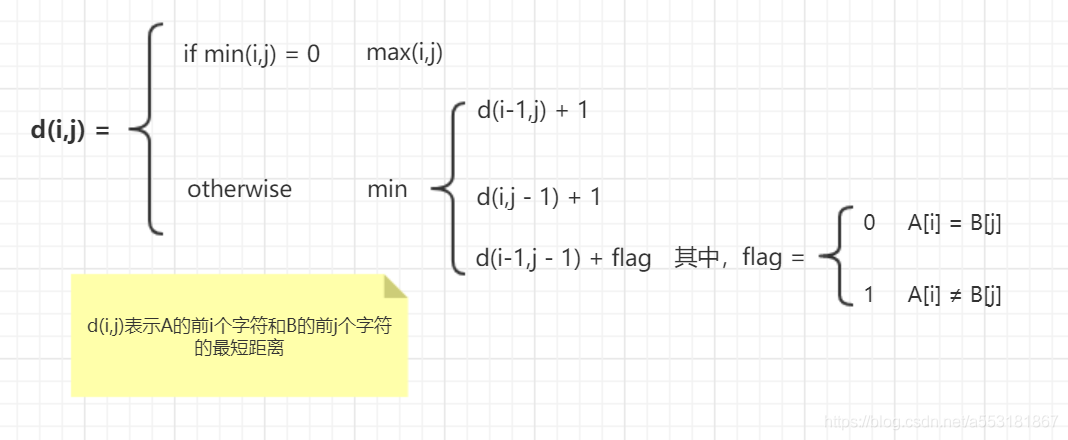 if min(i,j) = 0 max(i,j)
d(i-1,j) + 1
d(i,j) =
otherwise min
d(i,j - 1) + 1
0 A[i] = B[j]
d(i-1,j - 1) + flag 其中，flag =
1 A[i] ≠ B[j]
d(i,j)表示A的前i个字符和B的前j个字符
的最短距离
https://blog.csdn.net/a553181867